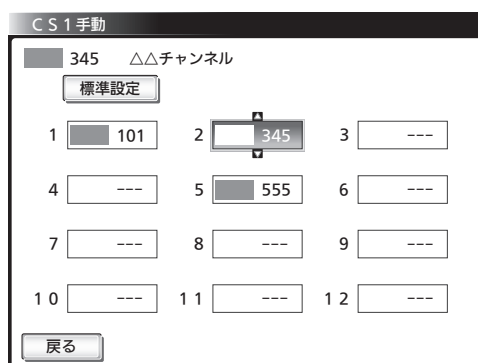 CS1手動
345 △△チャンネル
標準設定
1 101 2 345 3 ---
4 --- 5 555 6 ---
7 --- 8 --- 9 ---
10 --- 11 --- 12 ---
戻る